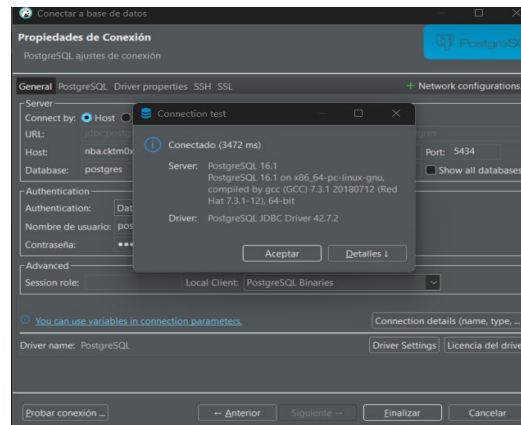 Conectar a base de datos
Propiedades de Conexión
PostgreSQL ajustes de conexión
PostgreSQL
General PostgreSQL Driver properties SSH SSL
+ Network configurations
Server
Connect by: Host
URL:
Host: nba.cktm0x
Port: 5434
Database: postgres
Show all databases
Authentication
Authentication: Dat
Nombre de usuario: pos
Contraseña: •••
Advanced
Session role:
Local Client: PostgreSQL Binaries
You can use variables in connection parameters.
Connection details (name, type, ...
Driver name: PostgreSQL
Driver Settings
Licencia del drive
Probar conexión ...
← Anterior
Siguiente →
Finalizar
Cancelar
Connection test
Conectado (3472 ms)
Server: PostgreSQL 16.1
PostgreSQL 16.1 on x86_64-pc-linux-gnu,
compiled by gcc (GCC) 7.3.1 20180712 (Red
Hat 7.3.1-12), 64-bit
Driver: PostgreSQL JDBC Driver 42.7.2
Aceptar
Detalles ↓